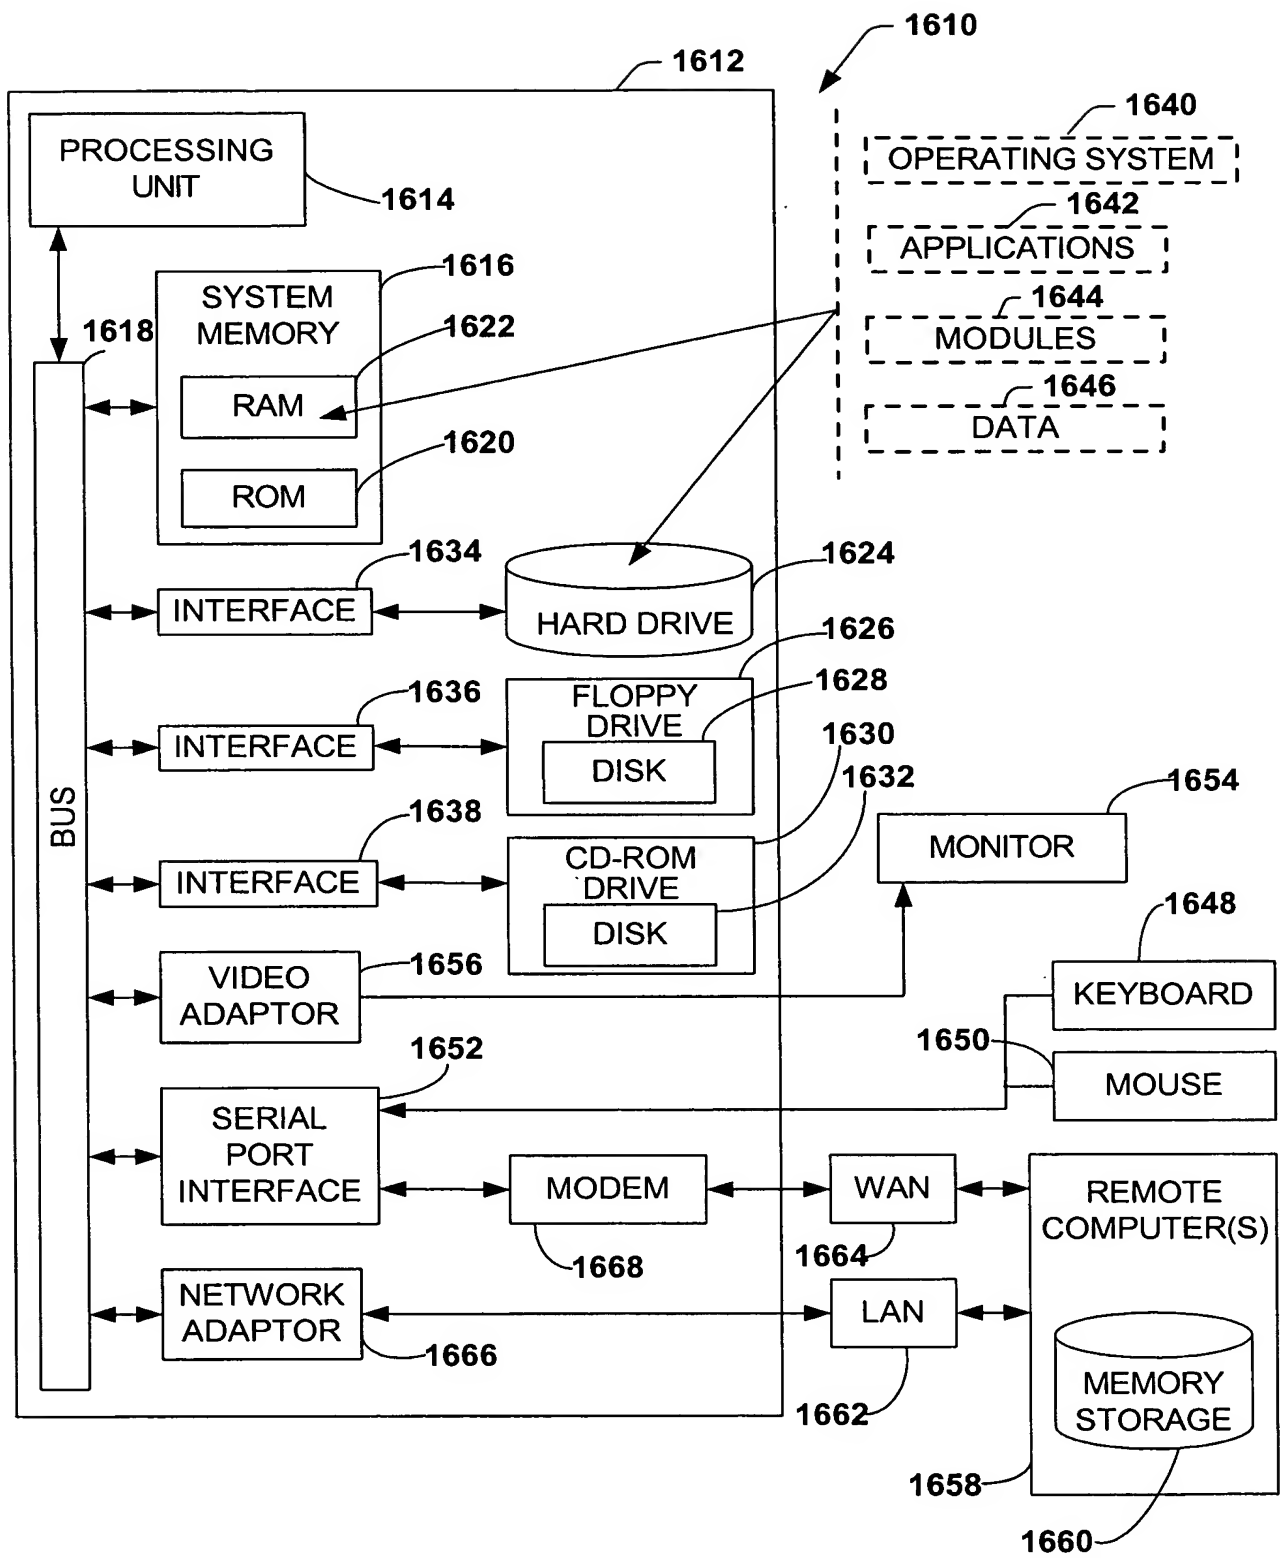 1610
1612
1640
PROCESSING
UNIT
OPERATING SYSTEM
1614
1642
APPLICATIONS
1616
SYSTEM
MEMORY
1644
1618
1622
MODULES
1646
RAM
DATA
1620
ROM
1634
1624
INTERFACE
HARD DRIVE
1626
1636
1628
FLOPPY
DRIVE
INTERFACE
1630
DISK
1632
1654
BUS
1638
MONITOR
CD-ROM
DRIVE
INTERFACE
1648
DISK
1656
VIDEO
ADAPTOR
KEYBOARD
1652
1650
MOUSE
SERIAL
PORT
INTERFACE
MODEM
WAN
REMOTE
COMPUTER(S)
1668
1664
NETWORK
ADAPTOR
LAN
1666
MEMORY
STORAGE
1662
1658
1660